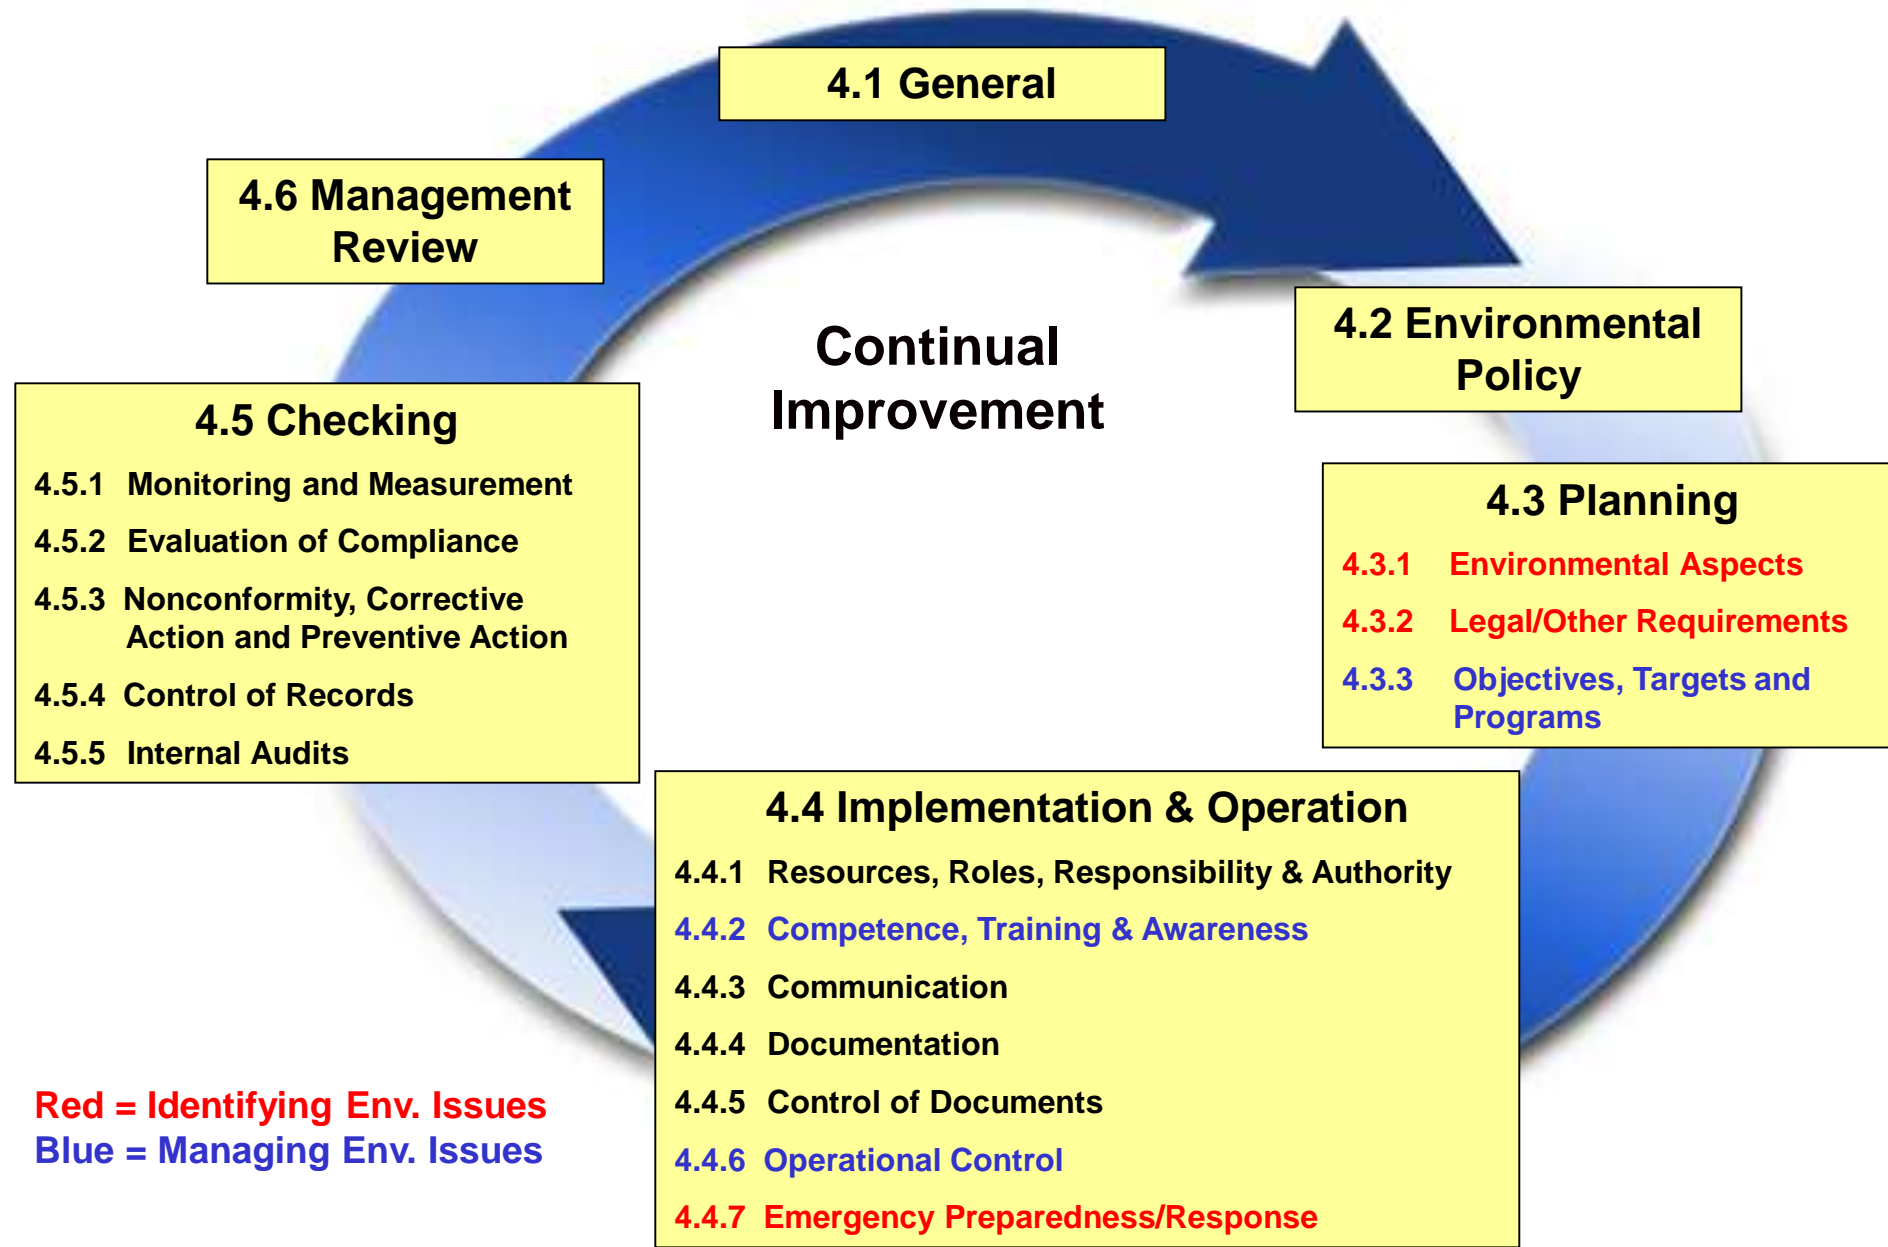 4.1 General
4.6 Management
Review
Continual
Improvement
4.2 Environmental
Policy
4.5 Checking
4.5.1 Monitoring and Measurement
4.5.2 Evaluation of Compliance
4.5.3 Nonconformity, Corrective
Action and Preventive Action
4.5.4 Control of Records
4.5.5 Internal Audits
4.3 Planning
4.3.1 Environmental Aspects
4.3.2 Legal/Other Requirements
4.3.3 Objectives, Targets and
Programs
4.4 Implementation & Operation
4.4.1 Resources, Roles, Responsibility & Authority
4.4.2 Competence, Training & Awareness
4.4.3 Communication
4.4.4 Documentation
4.4.5 Control of Documents
4.4.6 Operational Control
4.4.7 Emergency Preparedness/Response
Red = Identifying Env. Issues
Blue = Managing Env. Issues